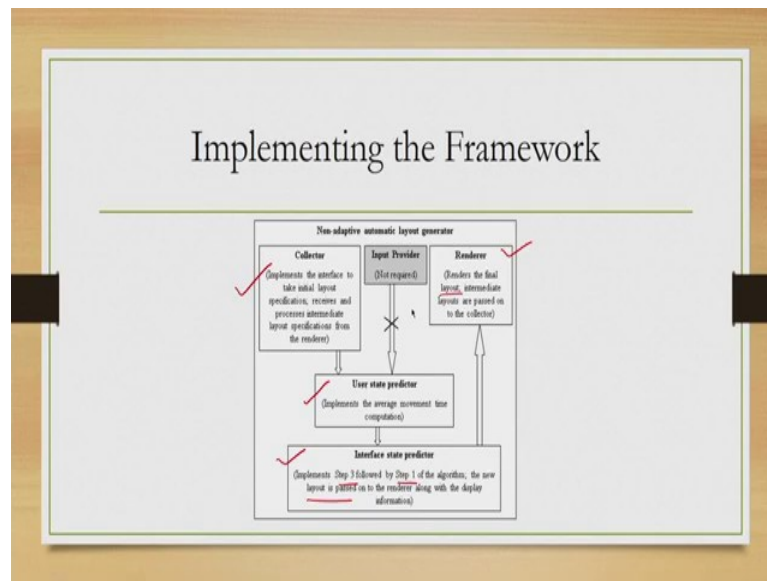 Implementing the Framework
Non-adaptive automatic layout generator
Collector
(Implements the interface to
take initial layout
specification; receives and
processes intermediate
layout specifications from
the renderer)
Input Provider
(Not required)
Renderer
(Renders the final
layout; intermediate
layouts are passed on
to the collector)
User state predictor
(Implements the average movement time
computation)
Interface state predictor
(Implements Step 3 followed by Step 1 of the algorithm; the new
layout is passed on to the renderer along with the display
information)